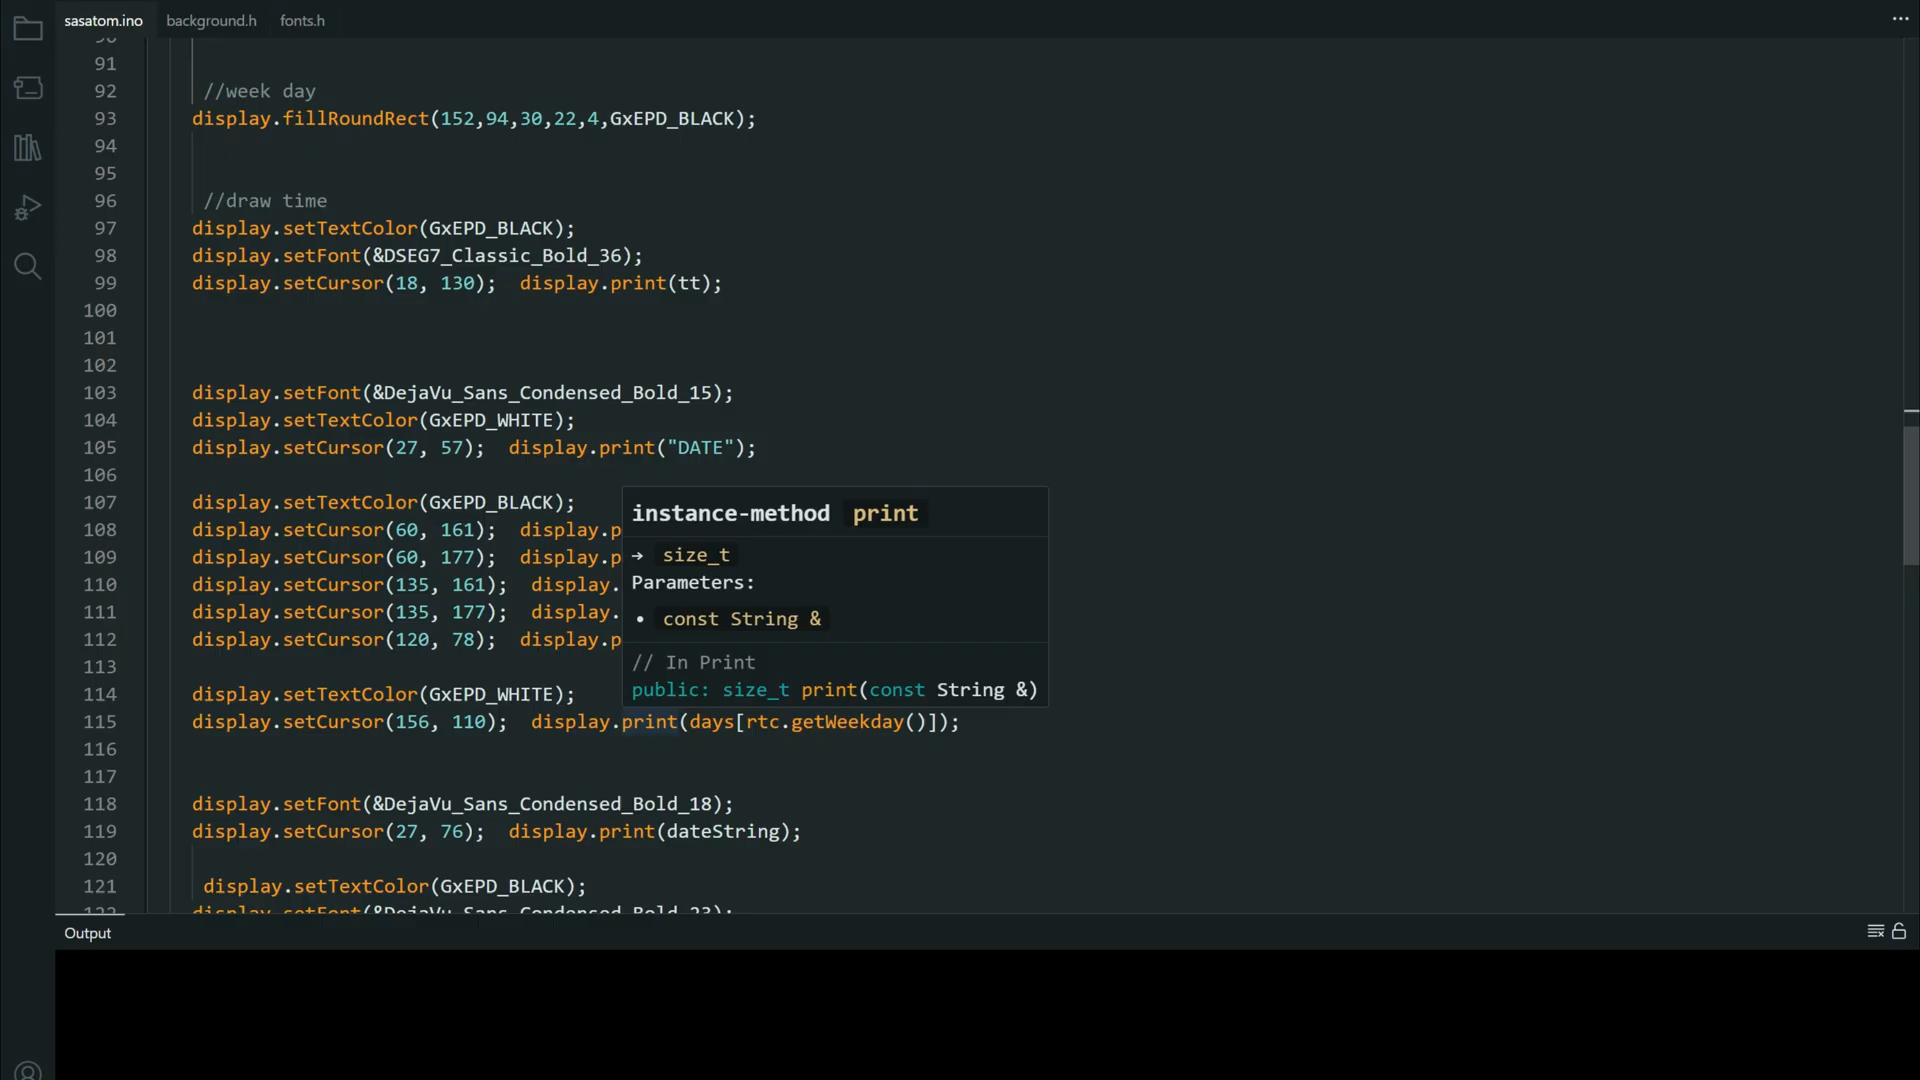 sasatom.ino background.h fonts.h
91
92 //week day
93 display.fillRoundRect(152,94,30,22,4,GxEPD_BLACK);
94
95
96 //draw time
97 display.setTextColor(GxEPD_BLACK);
98 display.setFont(&DSEG7_Classic_Bold_36);
99 display.setCursor(18, 130);  display.print(tt);
100
101
102
103 display.setFont(&DejaVu_Sans_Condensed_Bold_15);
104 display.setTextColor(GxEPD_WHITE);
105 display.setCursor(27, 57);  display.print("DATE");
106
107 display.setTextColor(GxEPD_BLACK);
108 display.setCursor(60, 161);  display.p
109 display.setCursor(60, 177);  display.p
110 display.setCursor(135, 161);  display.
111 display.setCursor(135, 177);  display.
112 display.setCursor(120, 78);  display.p
instance-method print
→ size_t
Parameters:
• const String &
// In Print
public: size_t print(const String &)
113
114 display.setTextColor(GxEPD_WHITE);
115 display.setCursor(156, 110);  display.print(days[rtc.getWeekday()]);
116
117
118 display.setFont(&DejaVu_Sans_Condensed_Bold_18);
119 display.setCursor(27, 76);  display.print(dateString);
120
121 display.setTextColor(GxEPD_BLACK);
122 display.setFont(&DejaVu_Sans_Condensed_Bold_23);
Output